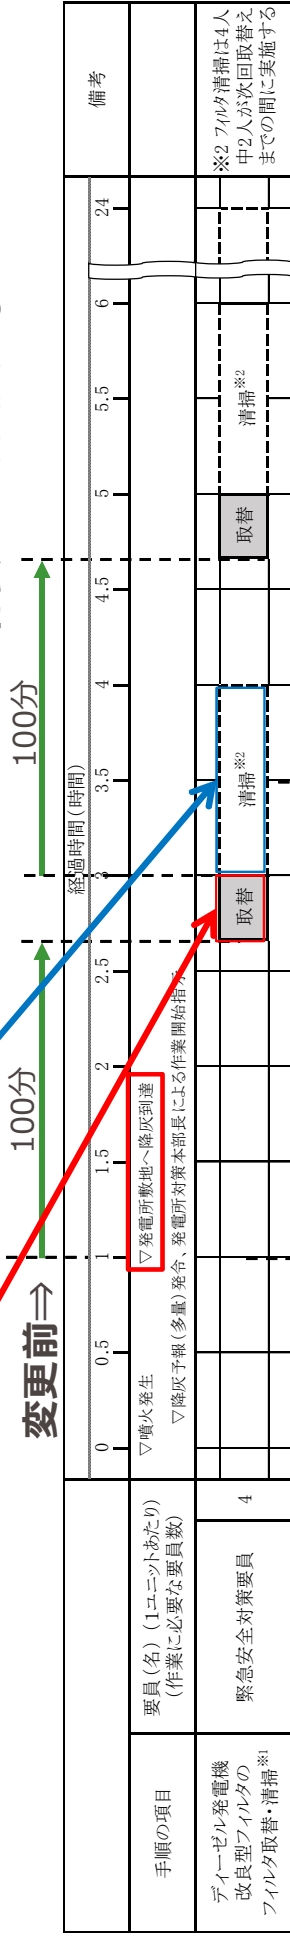 変更前⇒
100分
100分
経過時間(時間)
0 0.5 1 1.5 2 2.5 3 3.5 4 4.5 5 5.5 6 24
備考
手順の項目
要員(名)(1ユニットあたり)
(作業に必要な要員数)
▽噴火発生
▽発電所敷地へ降灰到達
▽降灰予報(多量)発令、発電所対策本部長による作業開始指示
ディーゼル発電機
改良型フィルタの
フィルタ取替・清掃※1
緊急安全対策要員
4
取替
清掃※2
取替
清掃※2
※2 フィルタ清掃は4人
中2人が次回取替え
までの間に実施する